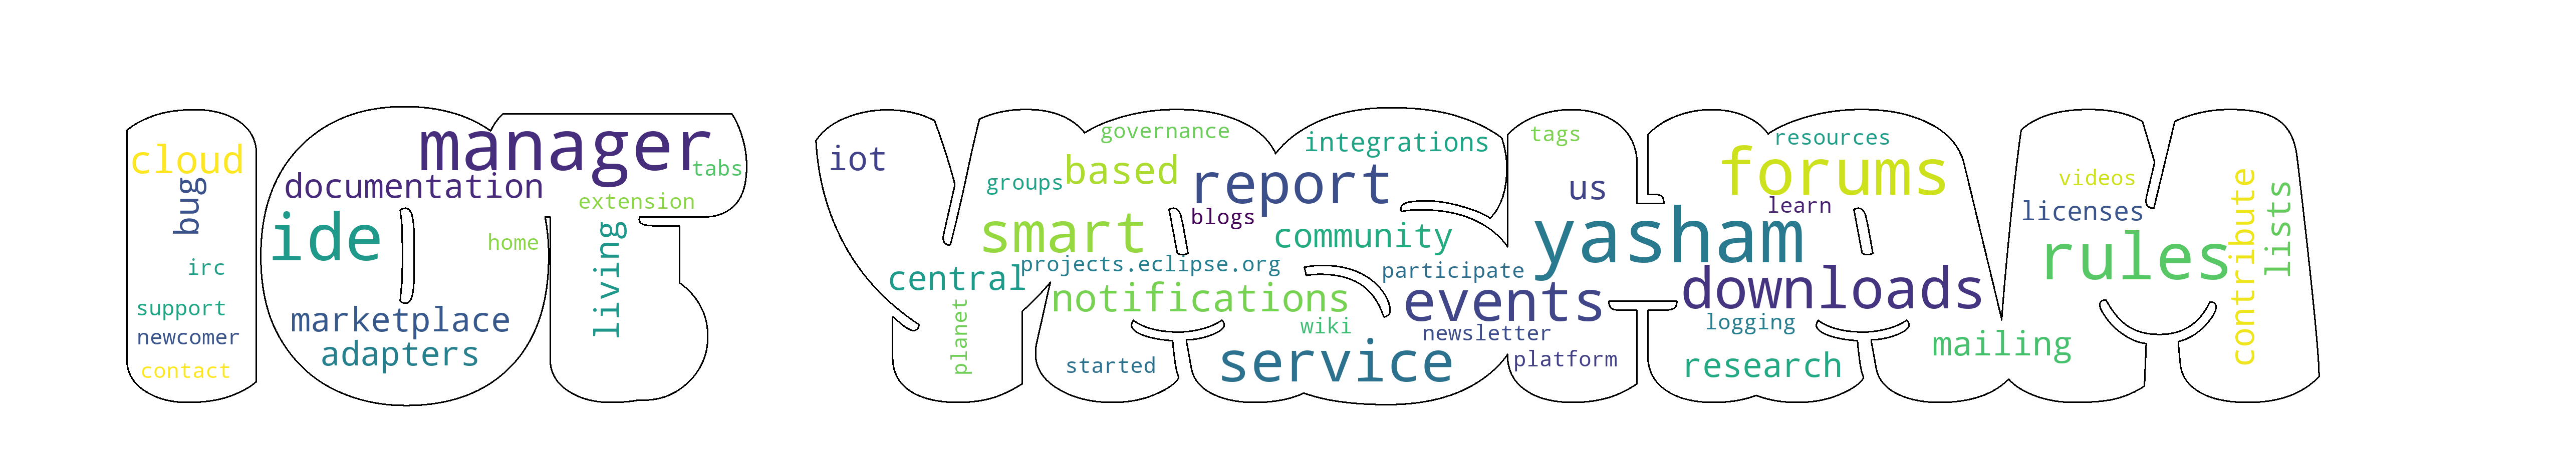 IOT YASHAM
cloud
bug
irc
support
newcomer
contact
manager
tabs
documentation
extension
ide
home
living
marketplace
adapters
iot
governance
integrations
tags
resources
groups
based
report
us
forums
videos
blogs
learn
licenses
smart
community
yasham
rules
contribute
lists
central
projects.eclipse.org
participate
downloads
planet
notifications
events
wiki
newsletter
logging
mailing
started
service
platform
research